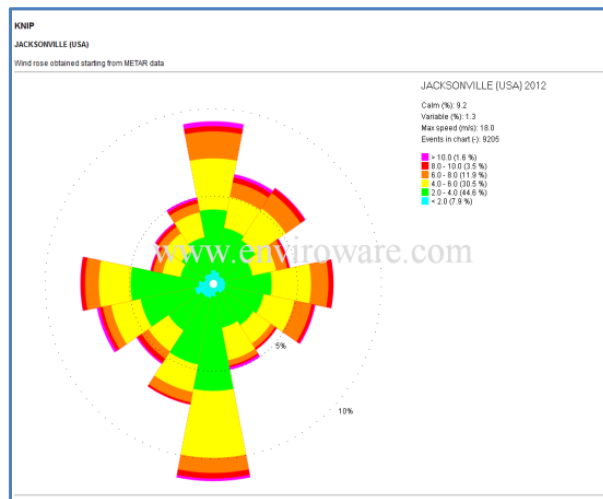 KNIP
JACKSONVILLE (USA)
Wind rose obtained starting from METAR data
JACKSONVILLE (USA) 2012
Calm (%): 9.2
Variable (%): 1.3
Max speed (m/s): 18.0
Events in chart (-): 9205
> 10.0 (1.6 %)
8.0 - 10.0 (3.5 %)
6.0 - 8.0 (11.9 %)
4.0 - 6.0 (30.5 %)
2.0 - 4.0 (44.6 %)
< 2.0 (7.9 %)
www.enviroware.com
5%
10%